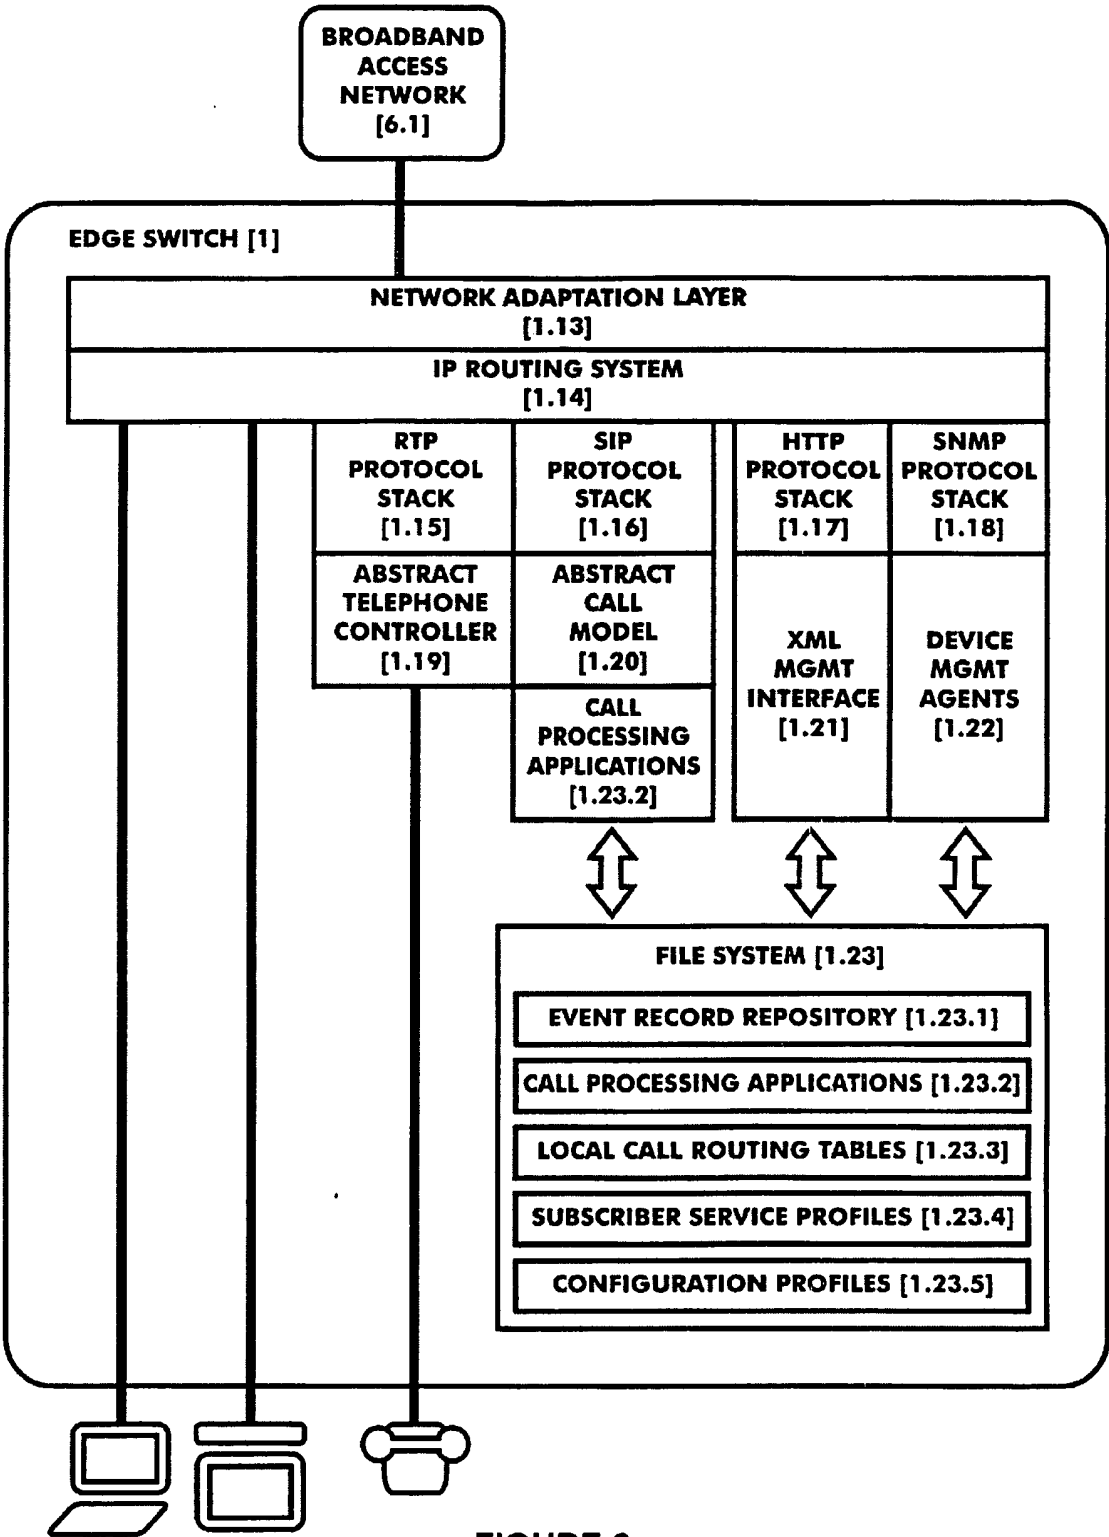 BROADBAND
ACCESS
NETWORK
[6.1]
EDGE SWITCH [1]
NETWORK ADAPTATION LAYER
[1.13]
IP ROUTING SYSTEM
[1.14]
RTP
PROTOCOL
STACK
[1.15]
SIP
PROTOCOL
STACK
[1.16]
HTTP
PROTOCOL
STACK
[1.17]
SNMP
PROTOCOL
STACK
[1.18]
ABSTRACT
TELEPHONE
CONTROLLER
[1.19]
ABSTRACT
CALL
MODEL
[1.20]
CALL
PROCESSING
APPLICATIONS
[1.23.2]
XML
MGMT
INTERFACE
[1.21]
DEVICE
MGMT
AGENTS
[1.22]
FILE SYSTEM [1.23]
EVENT RECORD REPOSITORY [1.23.1]
CALL PROCESSING APPLICATIONS [1.23.2]
LOCAL CALL ROUTING TABLES [1.23.3]
SUBSCRIBER SERVICE PROFILES [1.23.4]
CONFIGURATION PROFILES [1.23.5]
FIGURE